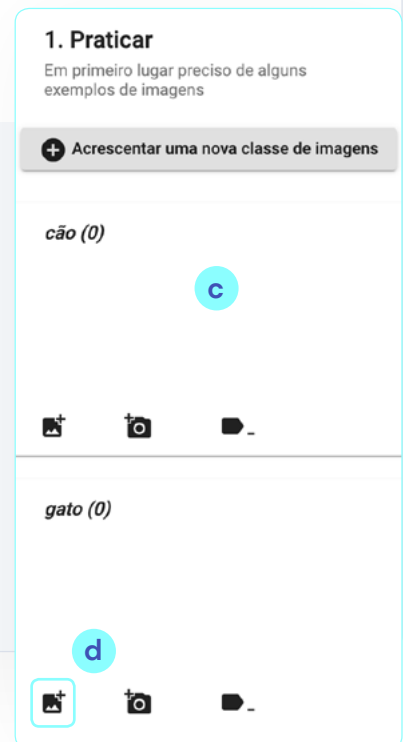 1. Praticar
Em primeiro lugar preciso de alguns
exemplos de imagens
Acrescentar uma nova classe de imagens
cão (0)
c
gato (0)
d